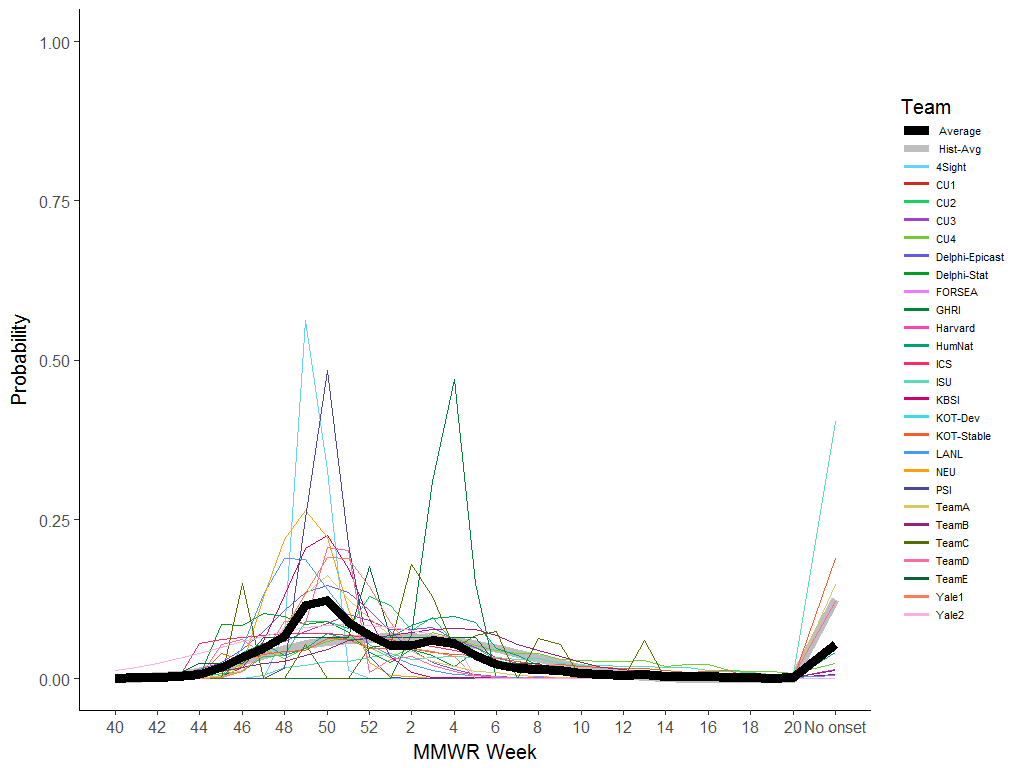 1.00
0.75
0.50
0.25
0.00
Probability
40 42 44 46 48 50 52 2 4 6 8 10 12 14 16 18 20 No onset
MMWR Week
Team
Average
Hist-Avg
4Sight
CU1
CU2
CU3
CU4
Delphi-Epicast
Delphi-Stat
FORSEA
GHRI
Harvard
HumNat
ICS
ISU
KBSI
KOT-Dev
KOT-Stable
LANL
NEU
PSI
TeamA
TeamB
TeamC
TeamD
TeamE
Yale1
Yale2